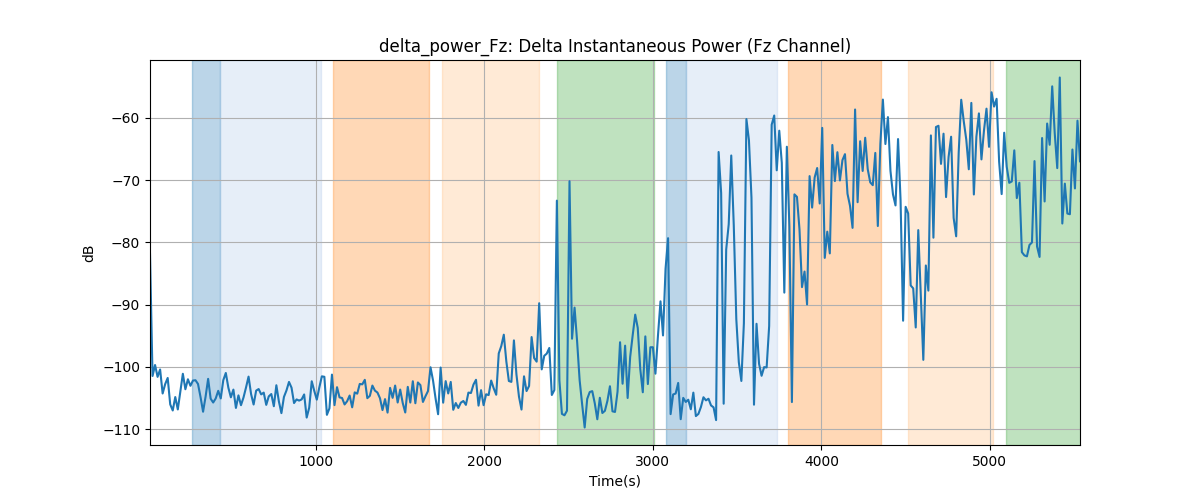 delta_power_Fz: Delta Instantaneous Power (Fz Channel)
dB
−60
−70
−80
−90
−100
−110
1000 2000 3000 4000 5000
Time(s)